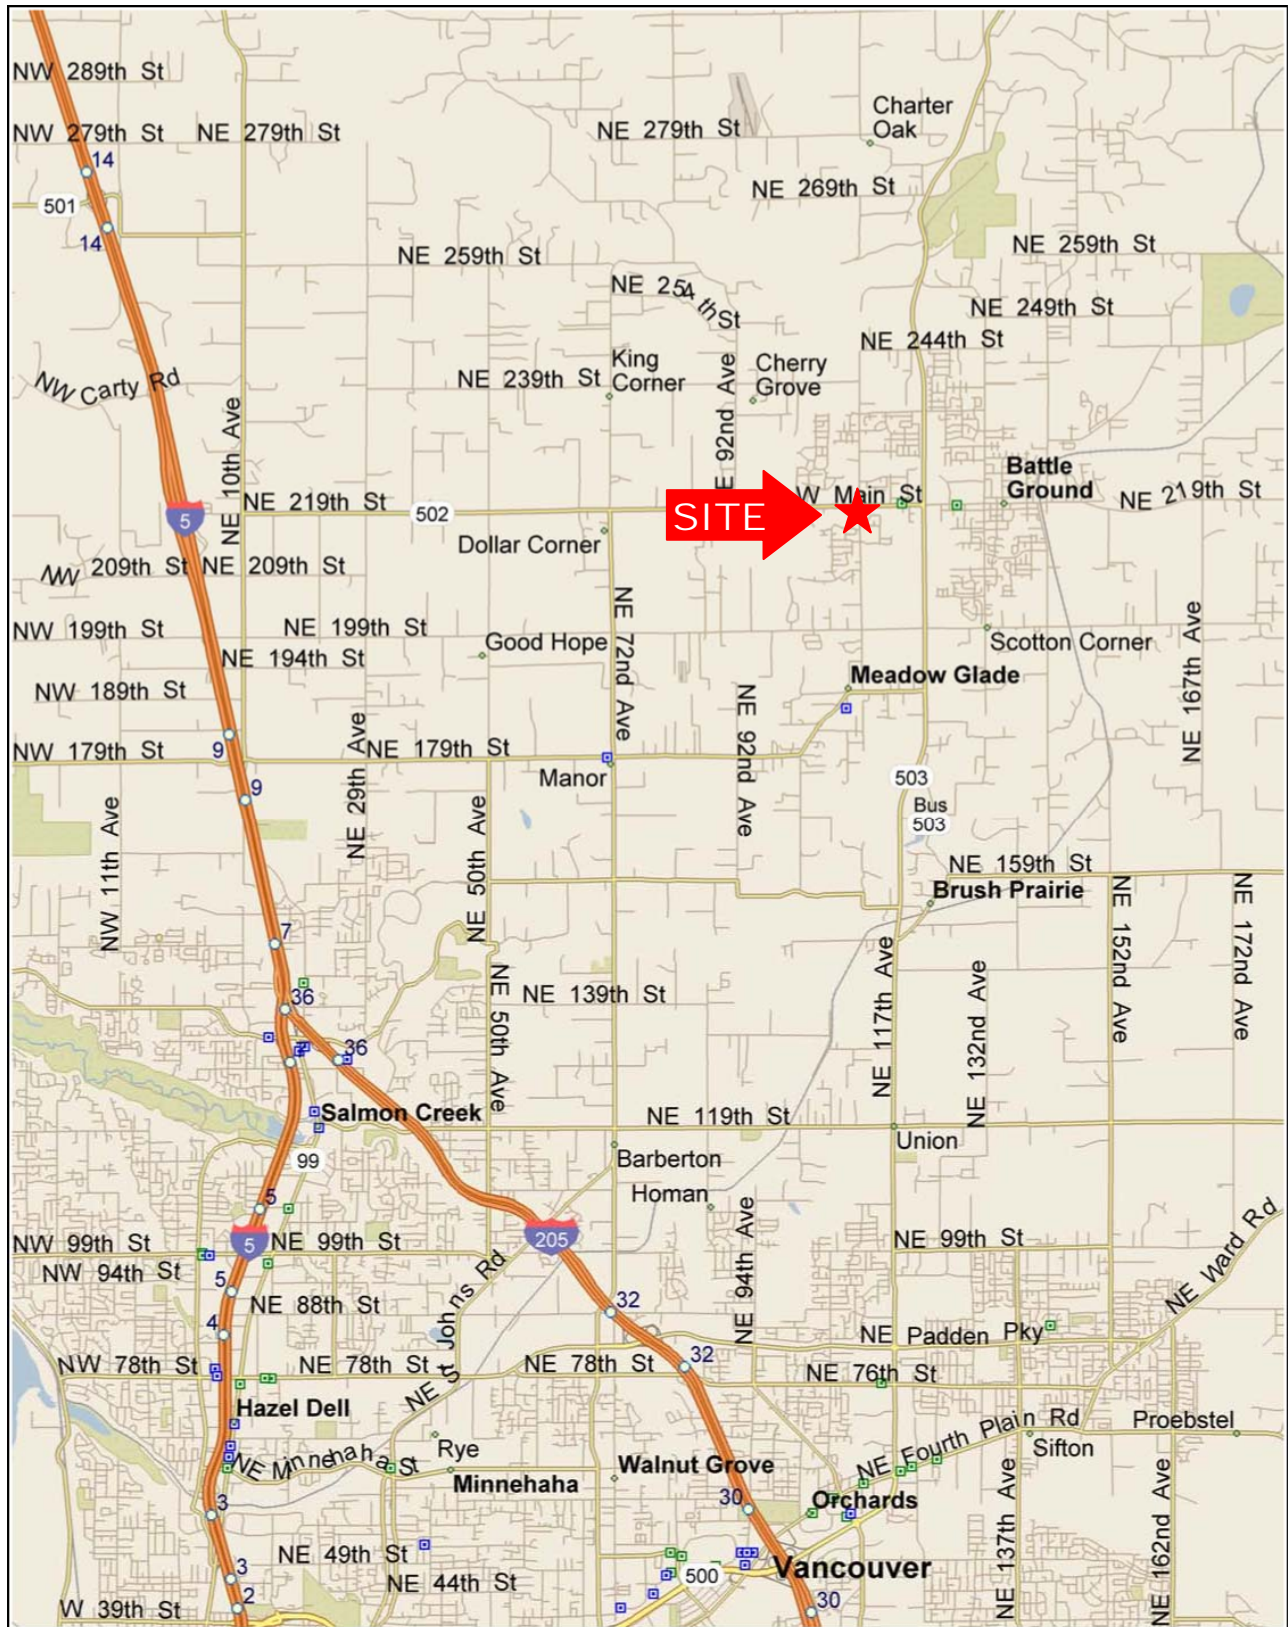 NW 289th St
NW 279th St
NE 279th St
NE 279th St
Charter
Oak
14
501
14
NE 269th St
NE 259th St
NE 259th St
NE 254th St
NE 249th St
NE 244th St
NW Carty Rd
NE 239th St
King
Corner
NE 92nd Ave
Cherry
Grove
NE 10th Ave
Battle
Ground
5
NE 219th St
502
SITE
W Main St
NE 219th St
Dollar Corner
NW 209th St
NE 209th St
NW 199th St
NE 199th St
NE 194th St
Good Hope
NE 72nd Ave
Scotton Corner
NE 167th Ave
NW 189th St
Meadow Glade
NE 29th Ave
NE 92nd Ave
NW 179th St
9
NE 179th St
Manor
503
9
Bus
503
NW 11th Ave
NE 50th Ave
NE 159th St
Brush Prairie
7
NE 117th Ave
NE 132nd Ave
NE 152nd Ave
NE 172nd Ave
36
NE 50th Ave
NE 139th St
7
36
Salmon Creek
NE 119th St
Union
99
Barberton
Homan
5
NW 99th St
5
NE 99th St
205
NE 94th Ave
NE 99th St
NE Ward Rd
NW 94th St
5
NE 88th St
NE St Johns Rd
32
4
NE Padden Pky
NW 78th St
NE 78th St
NE 78th St
32
NE 76th St
Hazel Dell
NE Fourth Plain Rd
Proebstel
Sifton
NE Minnehaha St
Rye
Minnehaha
Walnut Grove
3
30
Orchards
NE 137th Ave
NE 162nd Ave
NE 49th St
3
NE 44th St
500
Vancouver
2
W 39th St
30